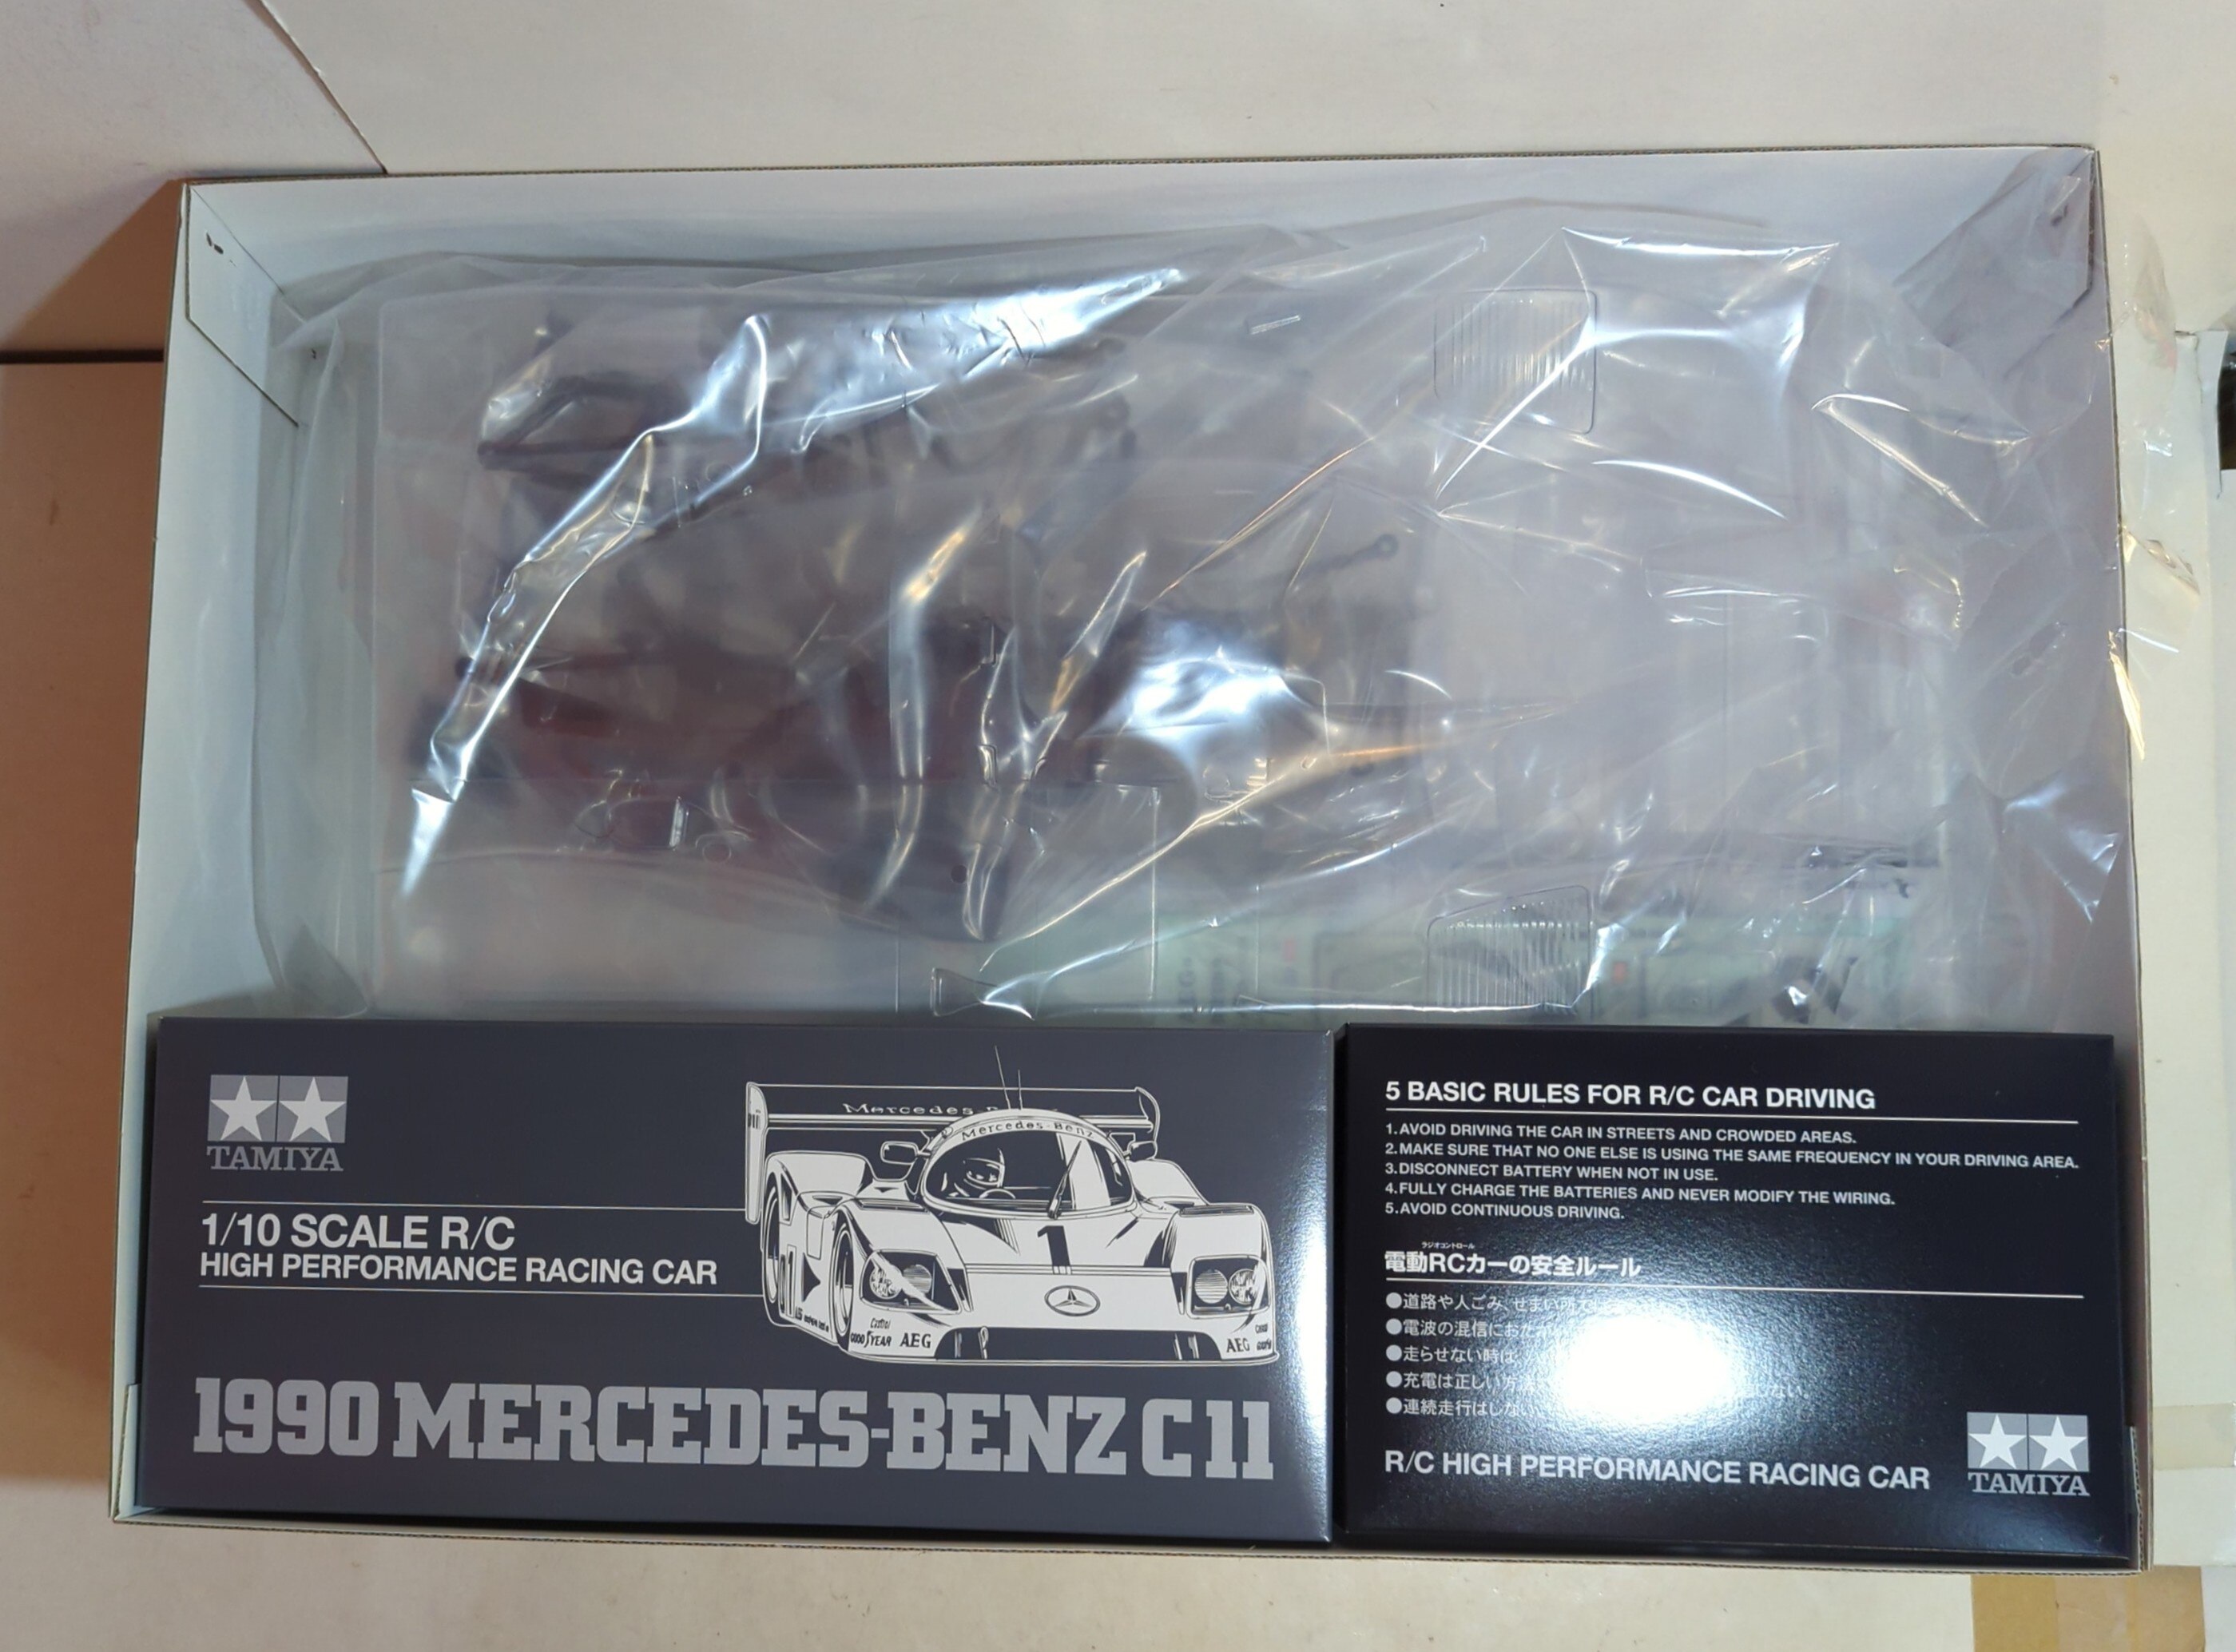 TAMIYA
1/10 SCALE R/C
HIGH PERFORMANCE RACING CAR
Mercedes-Benz
1
Castrol
GOOD YEAR AEG
AEG
1990 MERCEDES-BENZ C11
5 BASIC RULES FOR R/C CAR DRIVING
1.AVOID DRIVING THE CAR IN STREETS AND CROWDED AREAS.
2.MAKE SURE THAT NO ONE ELSE IS USING THE SAME FREQUENCY IN YOUR DRIVING AREA.
3.DISCONNECT BATTERY WHEN NOT IN USE.
4.FULLY CHARGE THE BATTERIES AND NEVER MODIFY THE WIRING.
5.AVOID CONTINUOUS DRIVING.
ラジオコントロール
電動RCカーの安全ルール
●道路や人ごみ、せまい所で
●電波の混信に
●走らせない時は
●充電は正しい方法
●連続走行はしない
R/C HIGH PERFORMANCE RACING CAR
TAMIYA